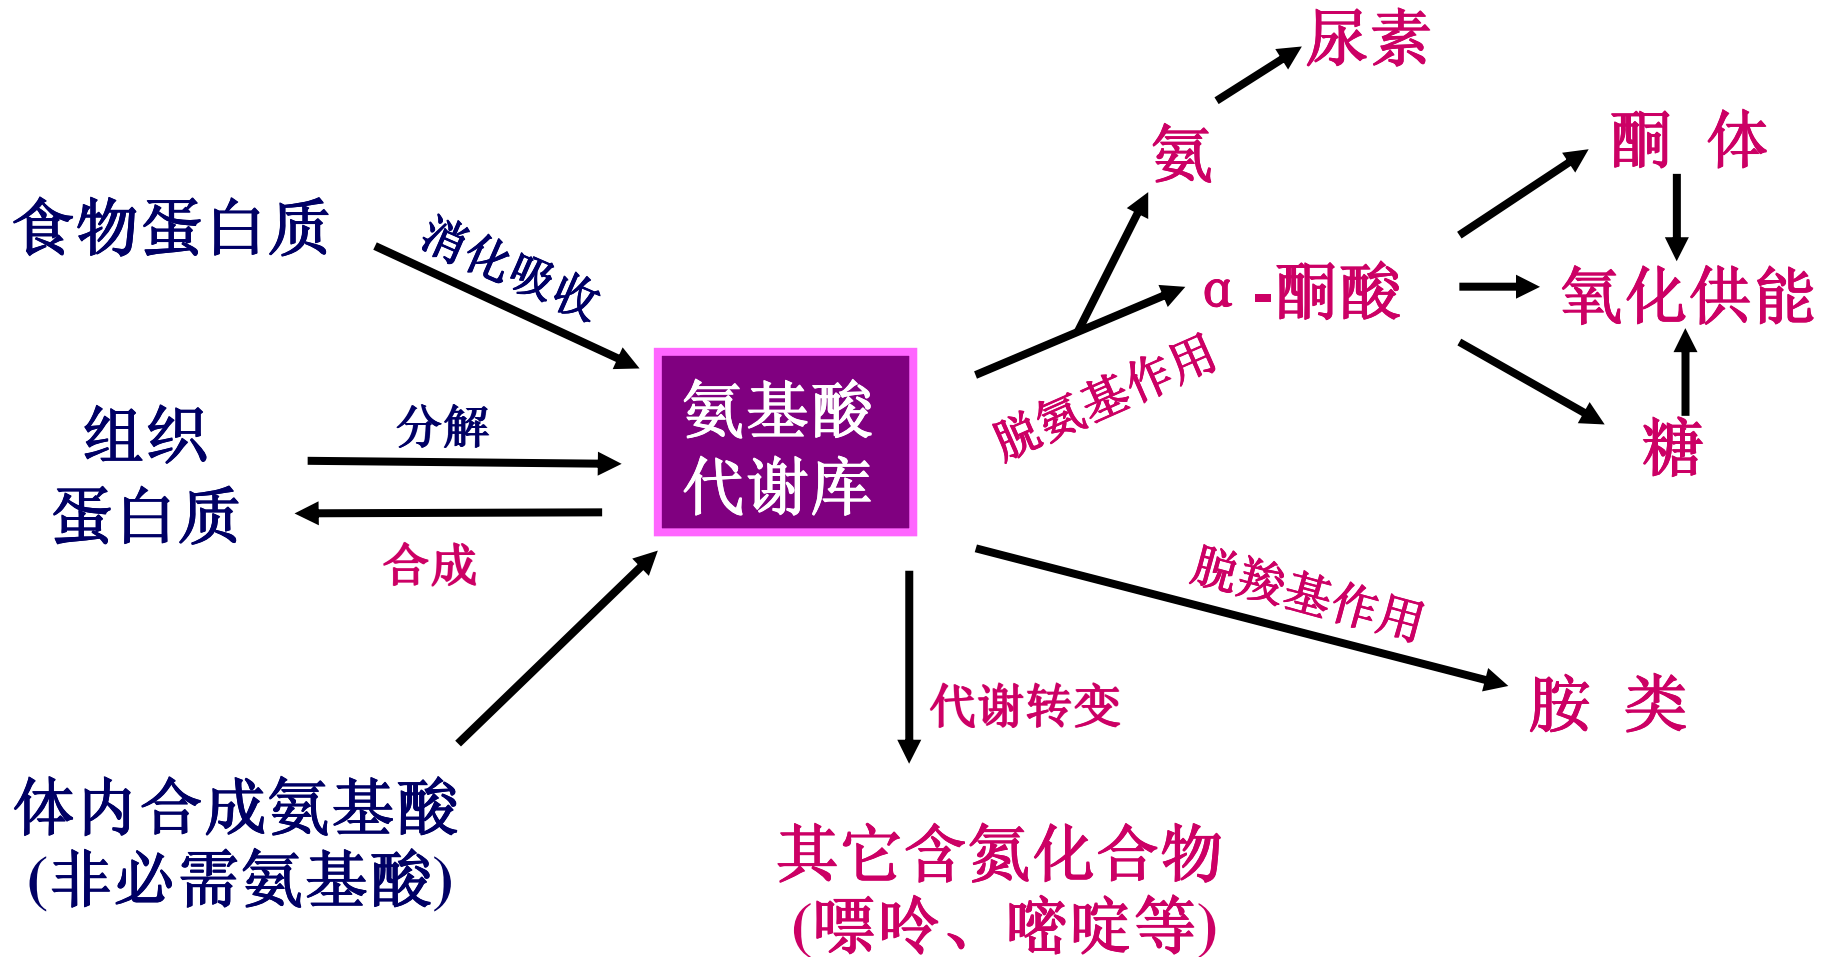 尿素
氨
酮 体
食物蛋白质
消化吸收
α-酮酸
氧化供能
脱氨基作用
氨基酸
代谢库
组织
蛋白质
分解
合成
糖
脱羧基作用
胺 类
代谢转变
体内合成氨基酸
(非必需氨基酸)
其它含氮化合物
(嘌呤、嘧啶等)